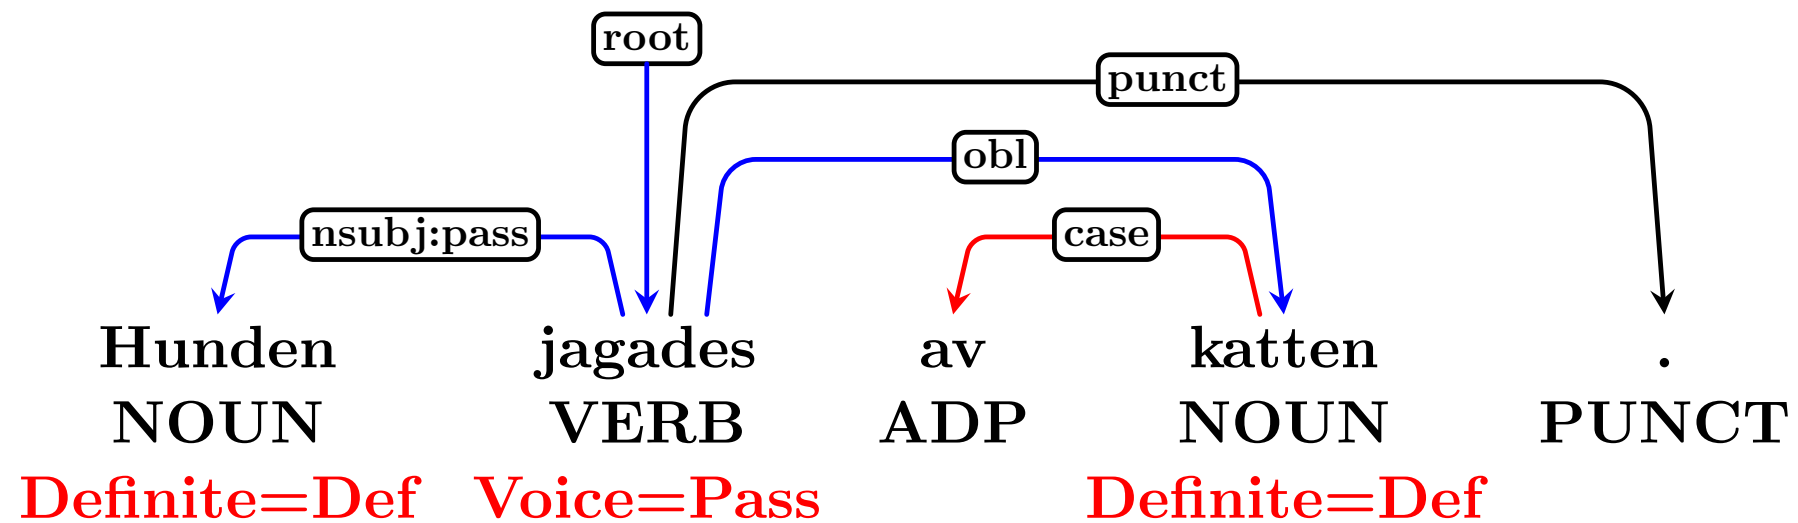 root
punct
obl
nsubj:pass case
Hunden jagades av katten .
NOUN VERB ADP NOUN PUNCT
Definite=Def Voice=Pass Definite=Def